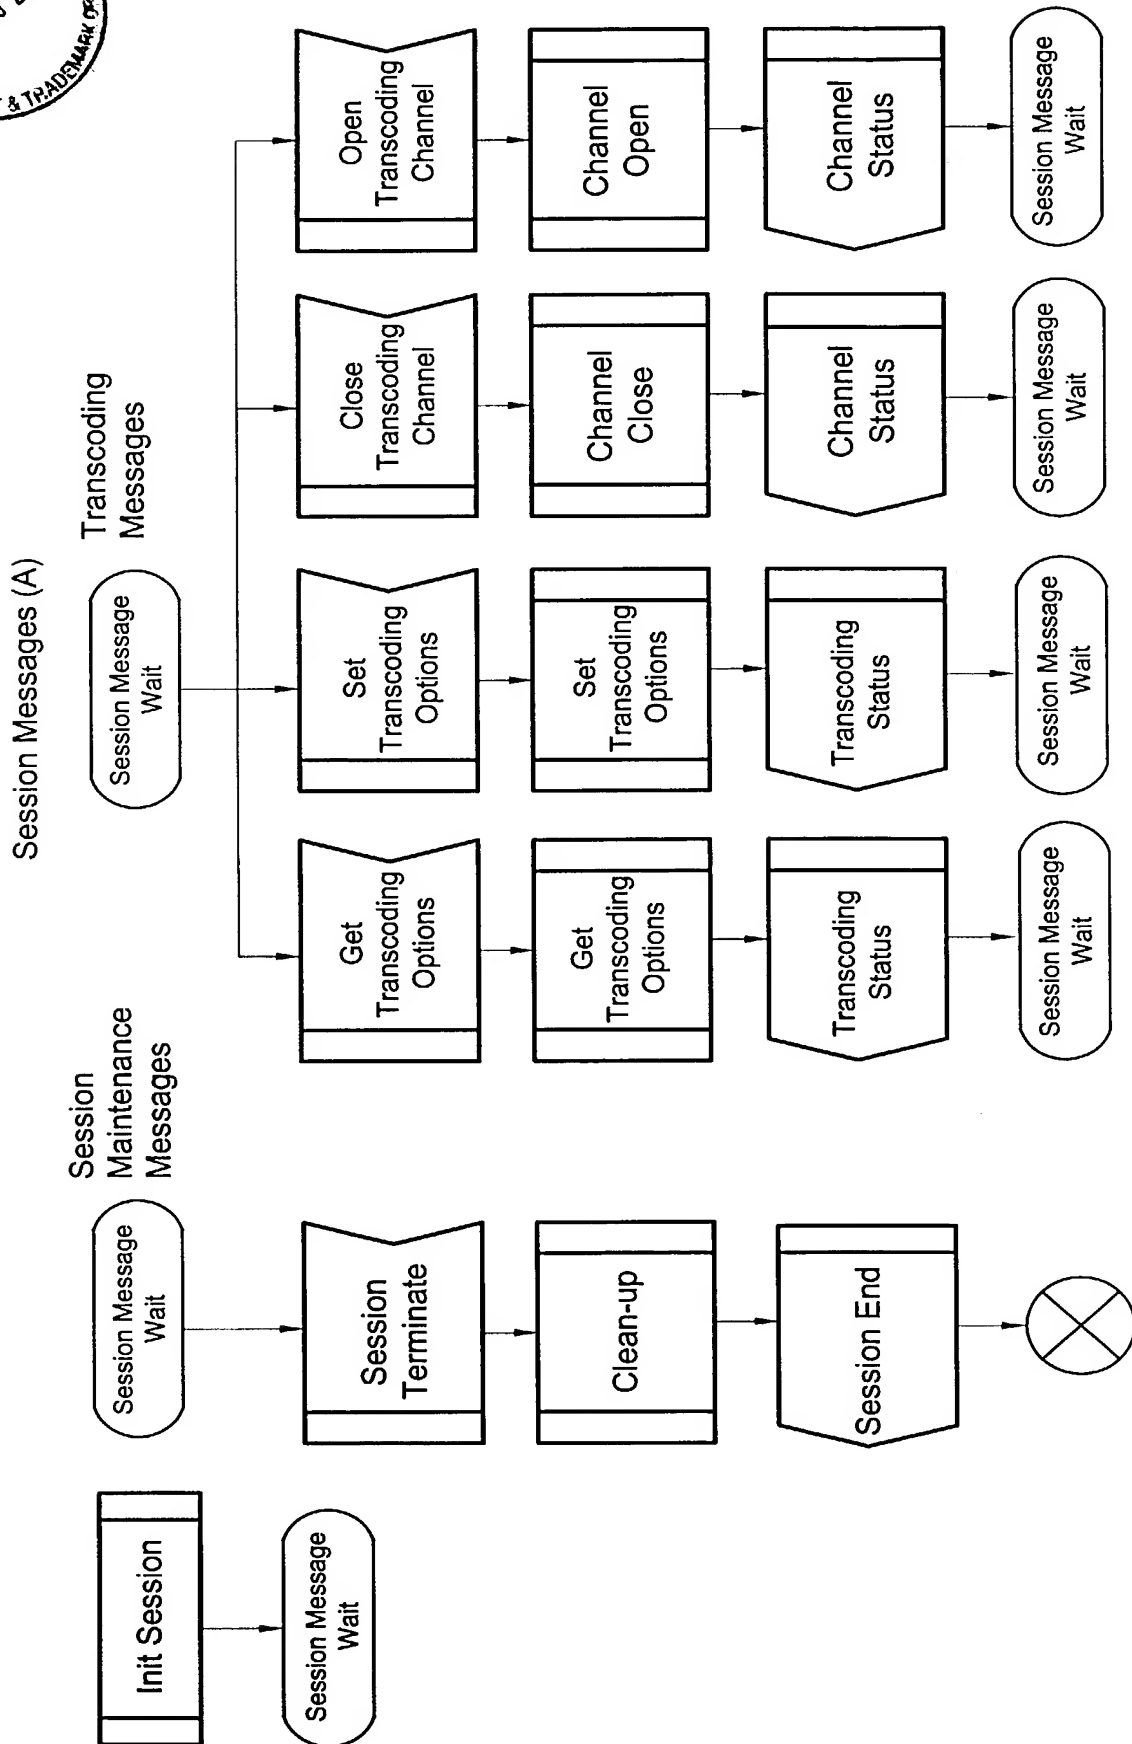 Session Messages (A)
Init Session
Session Message
Wait
Session
Maintenance
Messages
Session Message
Wait
Session
Terminate
Clean-up
Session End
Transcoding
Messages
Session Message
Wait
Get
Transcoding
Options
Get
Transcoding
Options
Transcoding
Status
Session Message
Wait
Set
Transcoding
Options
Set
Transcoding
Options
Transcoding
Status
Session Message
Wait
Close
Transcoding
Channel
Channel
Close
Channel
Status
Session Message
Wait
Open
Transcoding
Channel
Channel
Open
Channel
Status
Session Message
Wait
& TRADEMARK